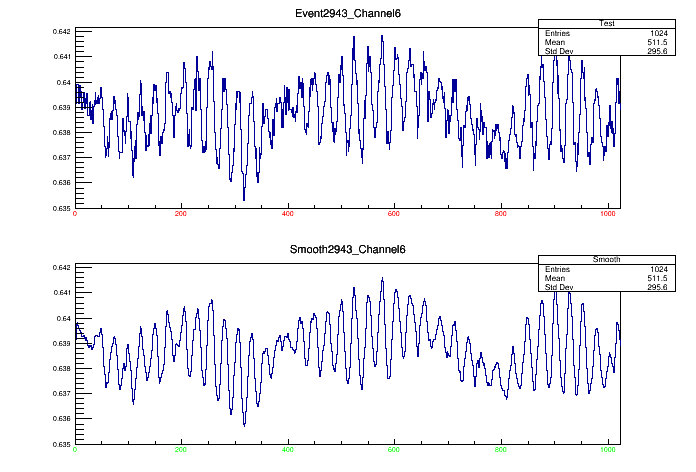 Event2943_Channel6
Test
Entries 1024
Mean 511.5
Std Dev 295.6
0.642
0.641
0.64
0.639
0.638
0.637
0.636
0.635
0 200 400 600 800 1000
Smooth2943_Channel6
Smooth
Entries 1024
Mean 511.5
Std Dev 295.6
0.642
0.641
0.64
0.639
0.638
0.637
0.636
0.635
0 200 400 600 800 1000